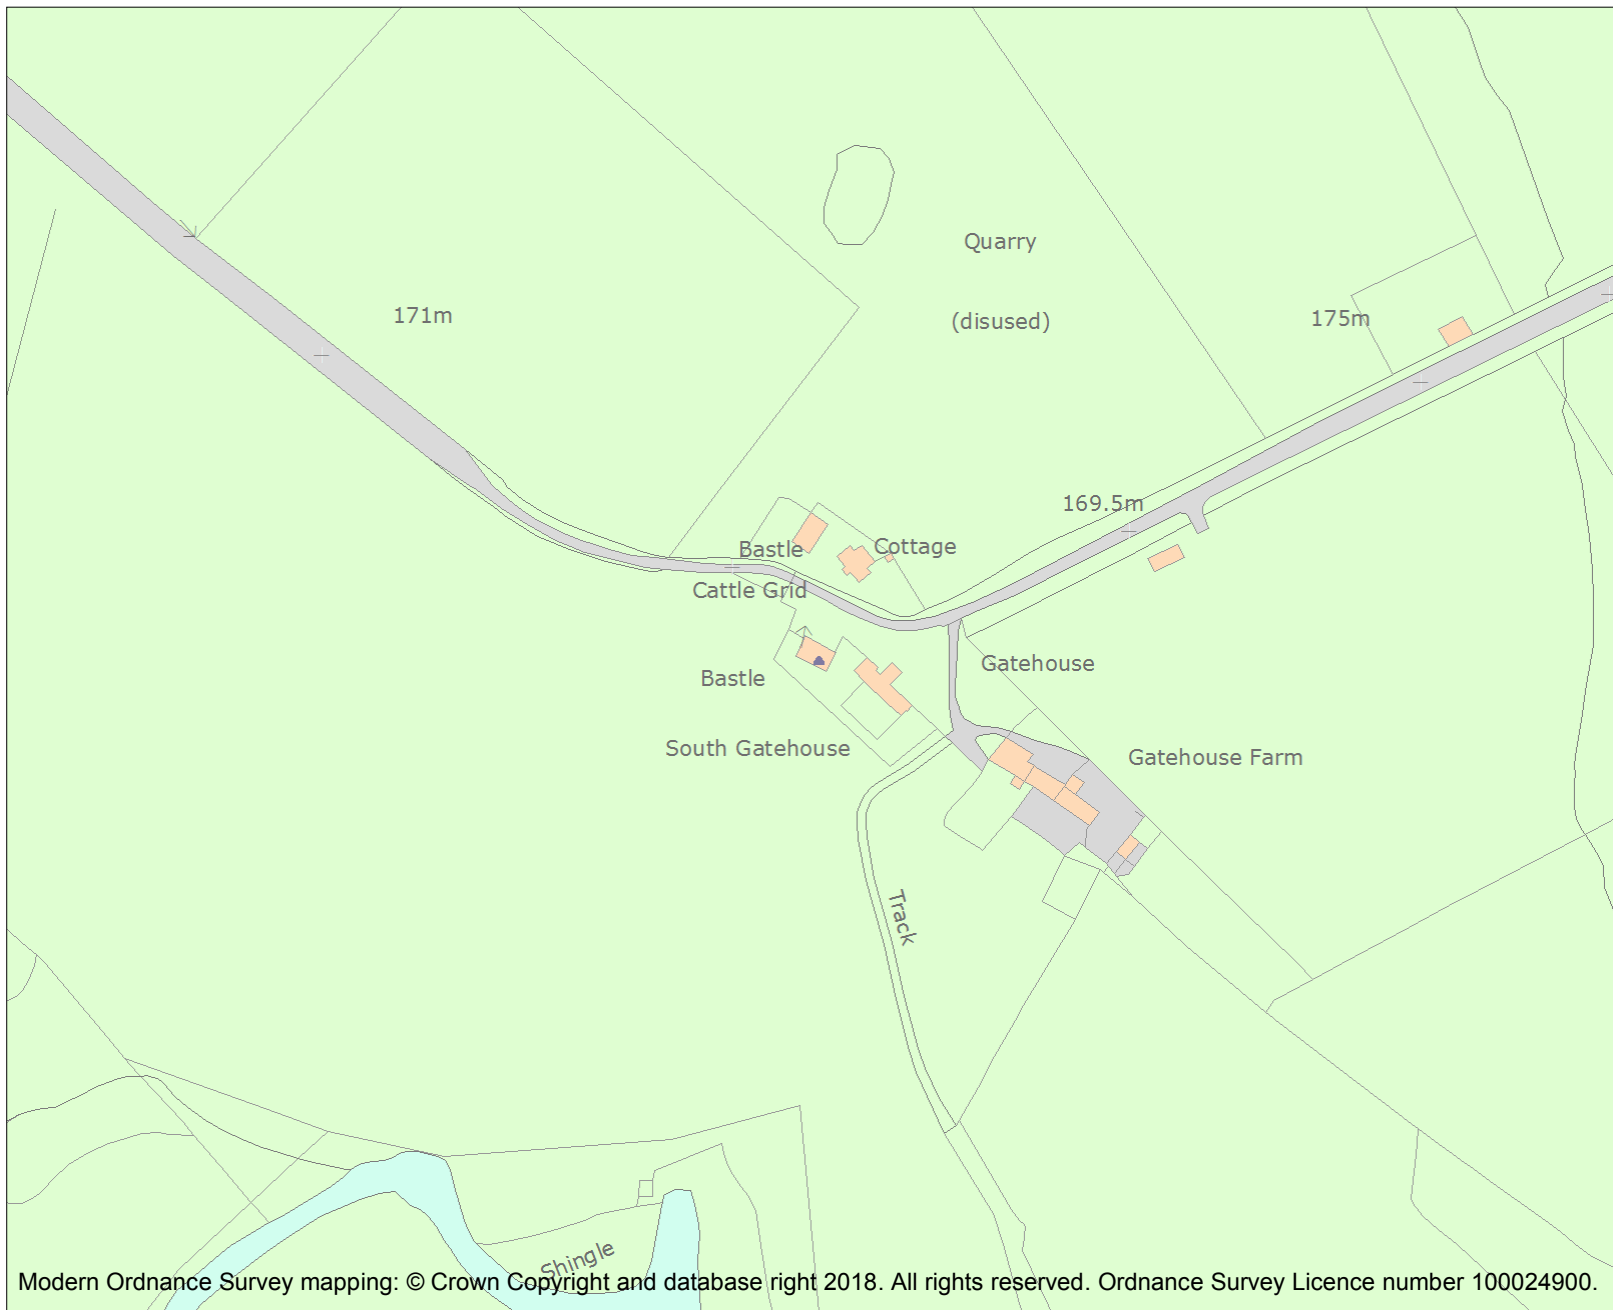 Quarry
(disused)
171m
175m
169.5m
Bastle
Cottage
Cattle Grid
Gatehouse
Bastle
South Gatehouse
Gatehouse Farm
Track
Shingle
Modern Ordnance Survey mapping: © Crown Copyright and database right 2018. All rights reserved. Ordnance Survey Licence number 100024900.